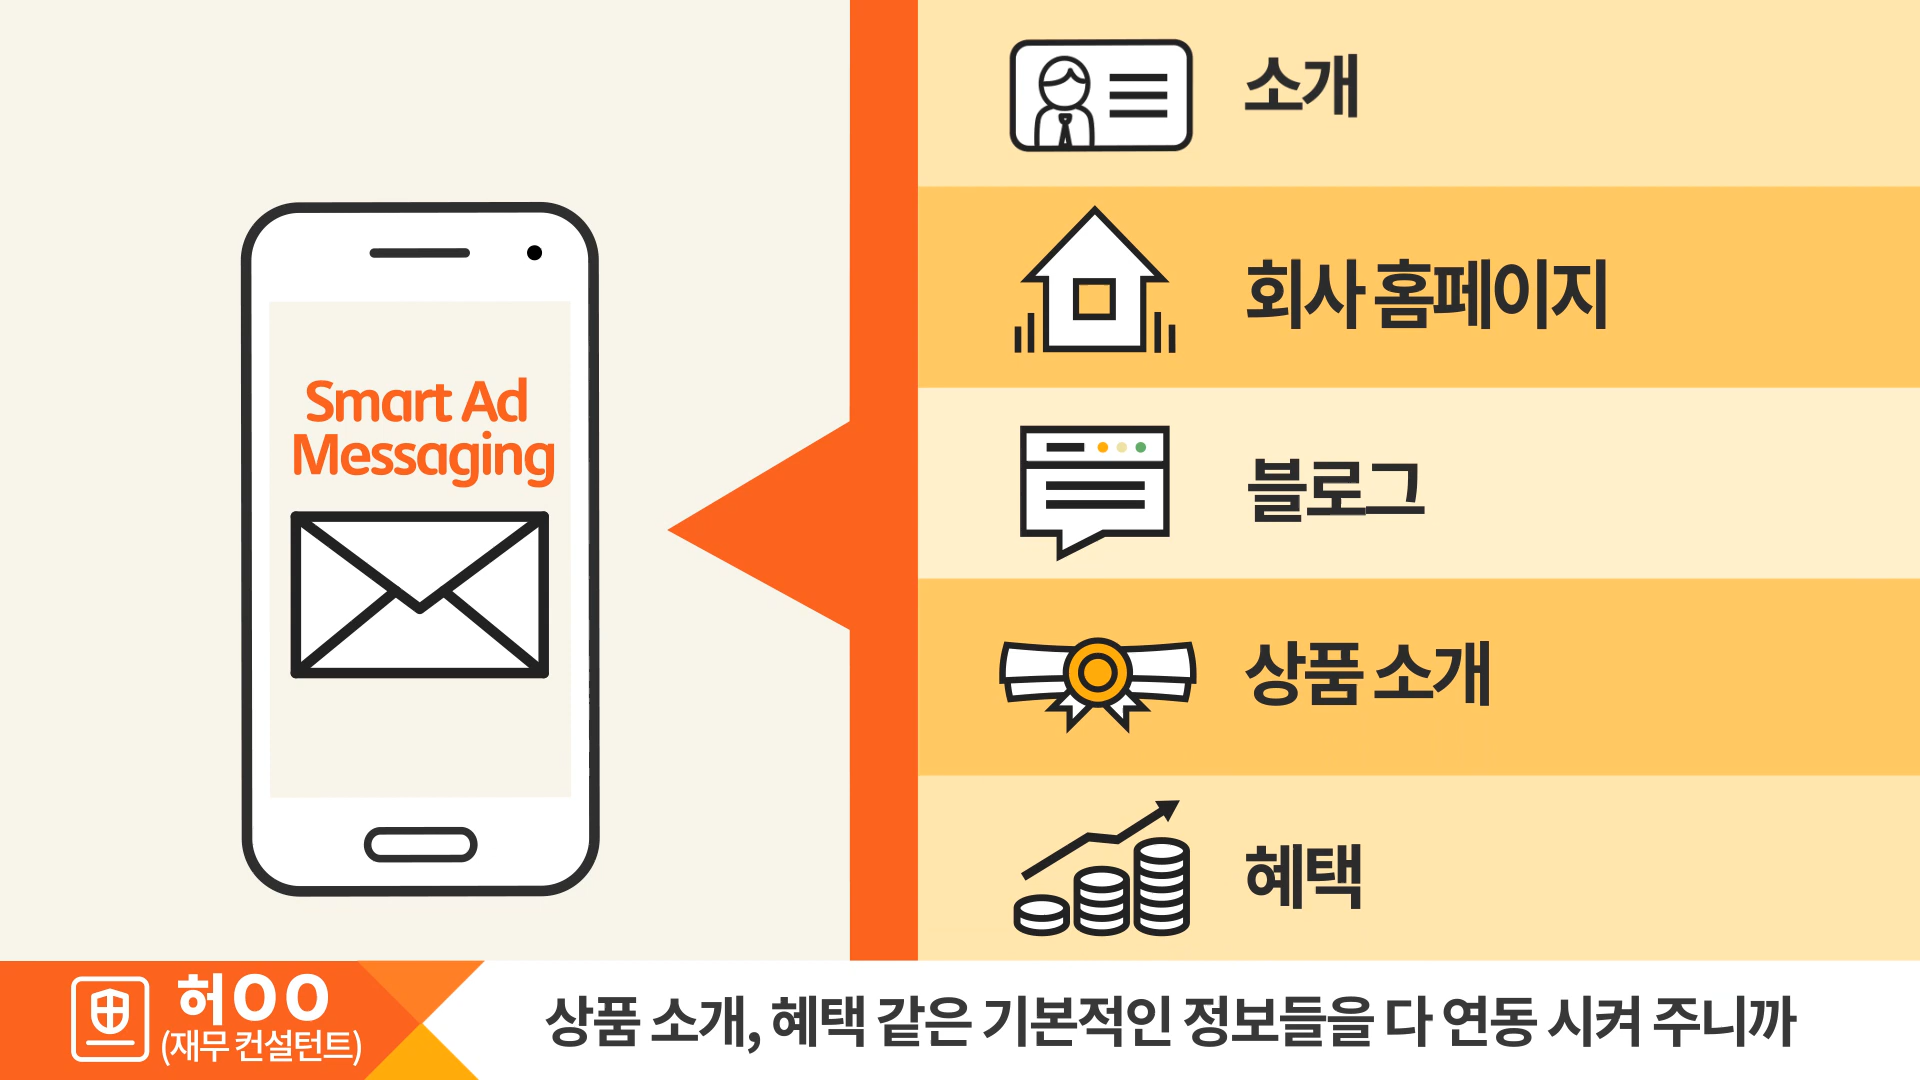 Smart Ad
Messaging
소개
회사 홈페이지
블로그
상품 소개
혜택
허OO
(재무 컨설턴트)
상품 소개, 혜택 같은 기본적인 정보들을 다 연동 시켜 주니까